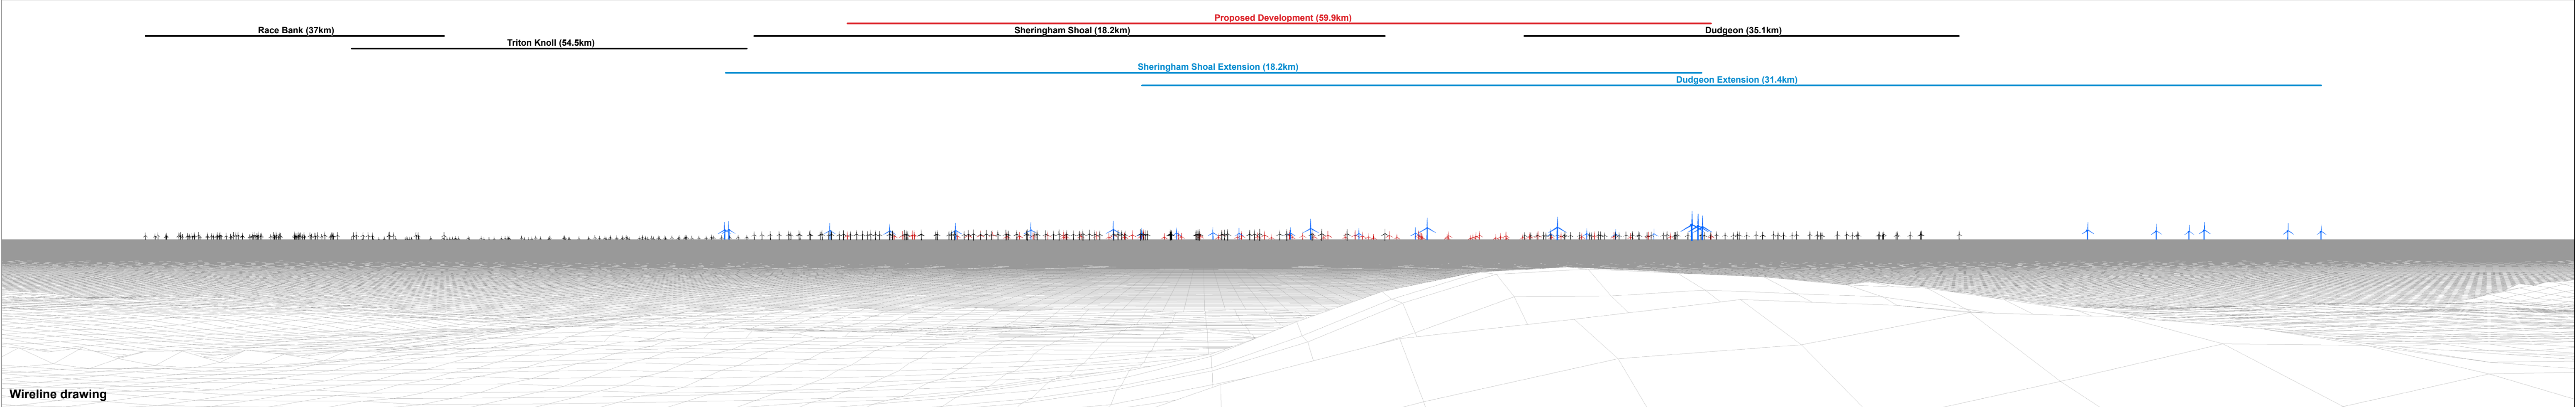 Proposed Development (59.9km)
Race Bank (37km)
Sheringham Shoal (18.2km)
Dudgeon (35.1km)
Triton Knoll (54.5km)
Sheringham Shoal Extension (18.2km)
Dudgeon Extension (31.4km)
Wireline drawing